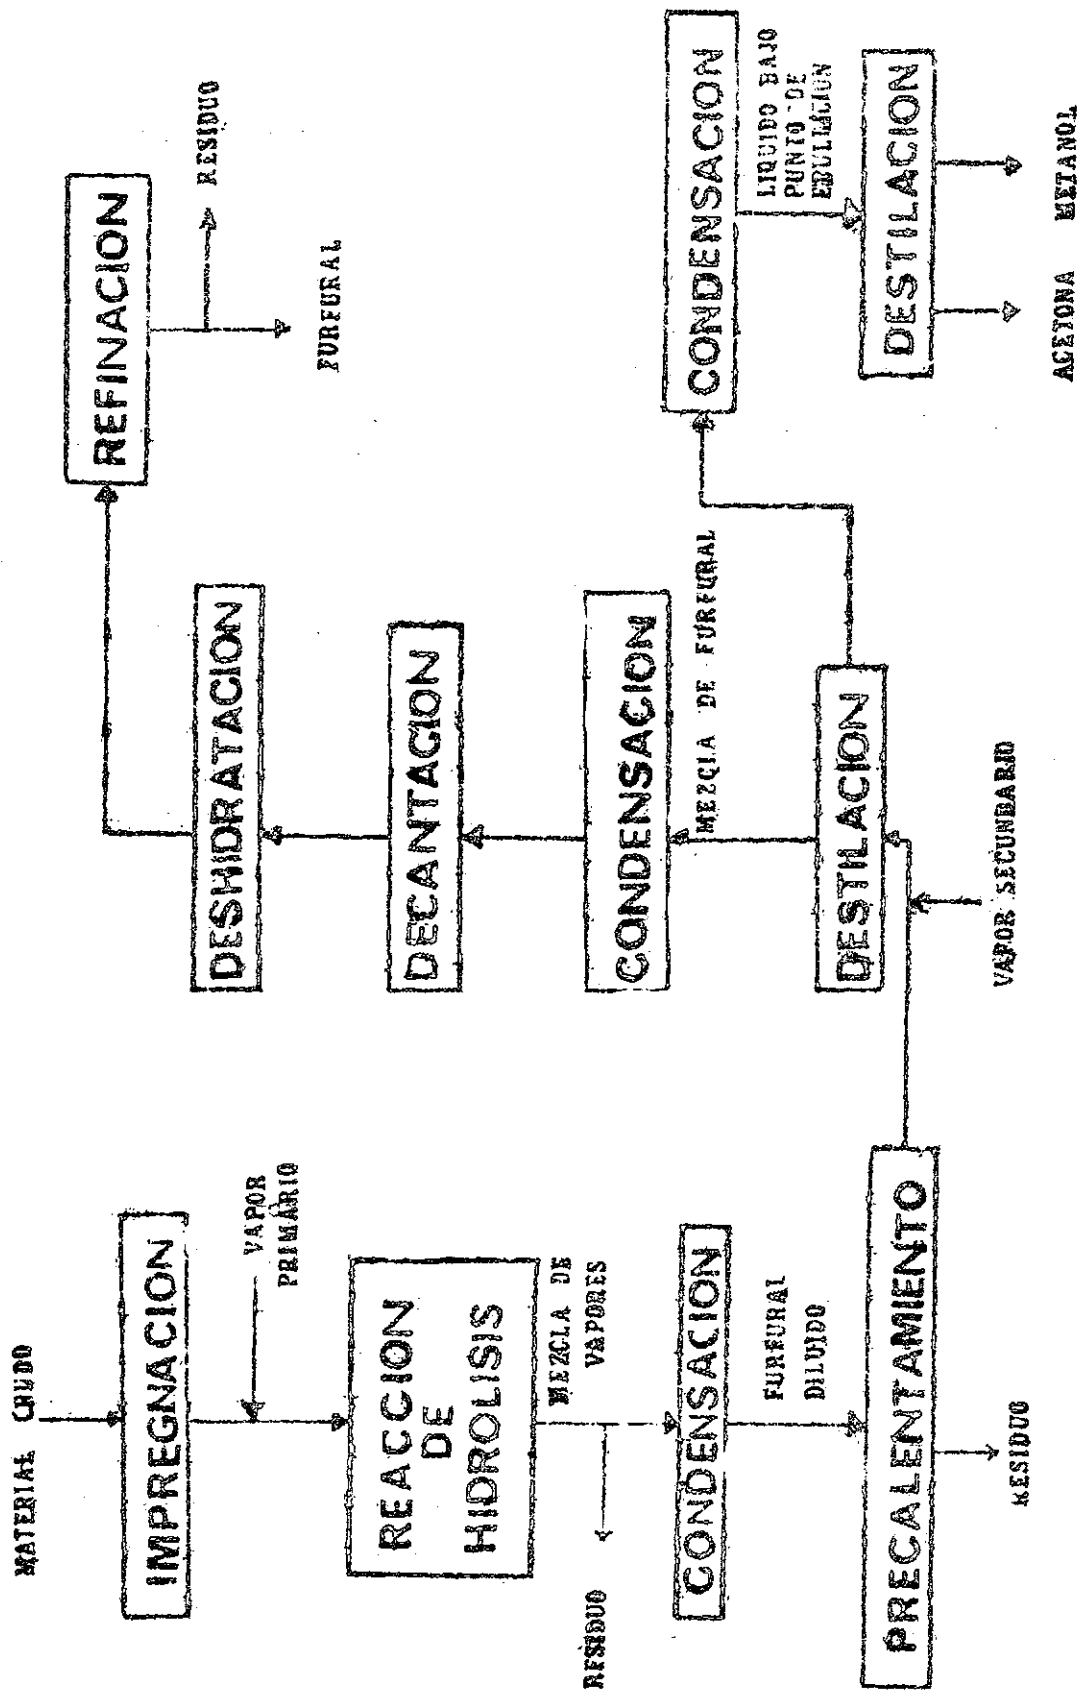 MATERIAL CRUDO
IMPREGNACION
VAPOR
PRIMARIO
REACCION
DE
HIDROLISIS
MEZCLA DE
VAPORES
RESIDUO
CONDENSACION
FURFURAL
DILUIDO
PRECALENTAMIENTO
RESIDUO
VAPOR SECUNDARIO
DESTILACION
MEZCLA DE FURFURAL
CONDENSACION
DECANTACION
DESHIDRATACION
REFINACION
RESIDUO
FURFURAL
CONDENSACION
LIQUIDO BAJO
PUNTO DE
EBULLICION
DESTILACION
ACETONA METANOL